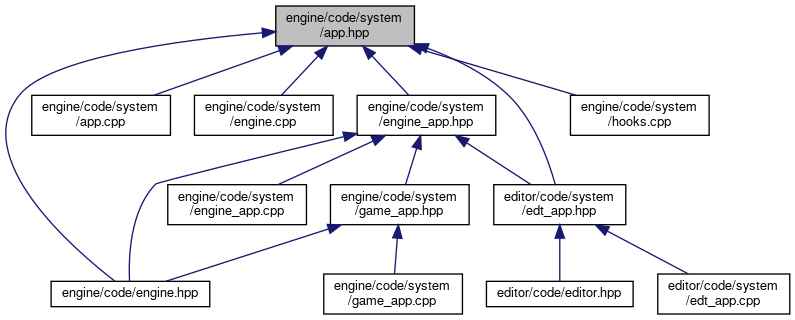 engine/code/system
/app.hpp
engine/code/system
/app.cpp
engine/code/system
/engine.cpp
engine/code/system
/engine_app.hpp
engine/code/system
/hooks.cpp
engine/code/system
/engine_app.cpp
engine/code/system
/game_app.hpp
editor/code/system
/edt_app.hpp
engine/code/engine.hpp
engine/code/system
/game_app.cpp
editor/code/editor.hpp
editor/code/system
/edt_app.cpp